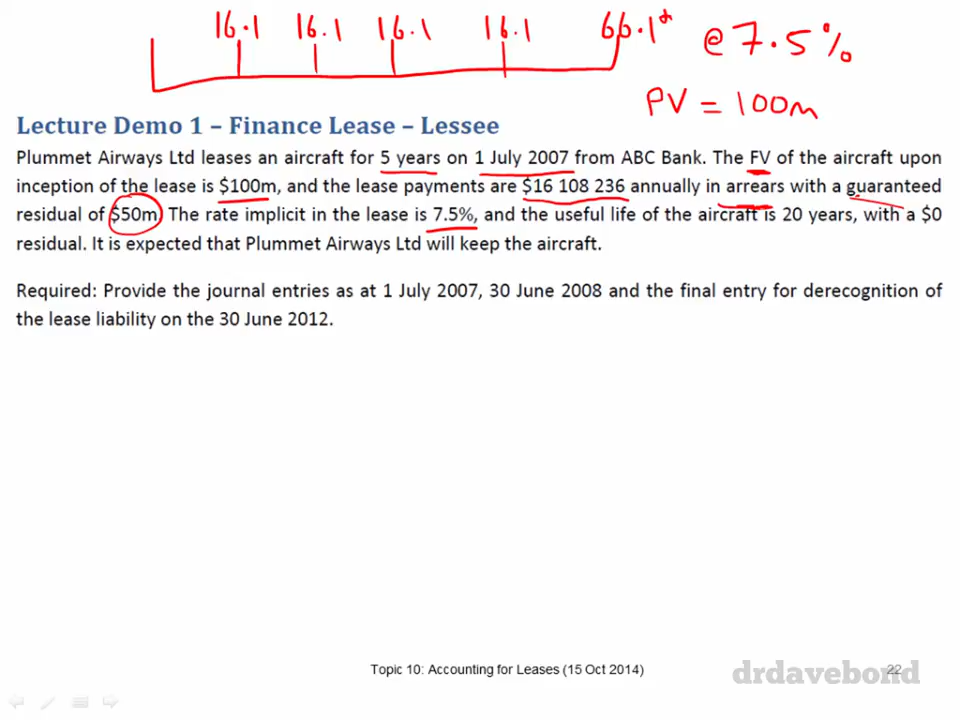 16.1 16.1 16.1 16.1 66.1* @ 7.5%
PV = 100m
Lecture Demo 1 – Finance Lease – Lessee
Plummet Airways Ltd leases an aircraft for 5 years on 1 July 2007 from ABC Bank. The FV of the aircraft upon
inception of the lease is $100m, and the lease payments are $16 108 236 annually in arrears with a guaranteed
residual of $50m. The rate implicit in the lease is 7.5%, and the useful life of the aircraft is 20 years, with a $0
residual. It is expected that Plummet Airways Ltd will keep the aircraft.
Required: Provide the journal entries as at 1 July 2007, 30 June 2008 and the final entry for derecognition of
the lease liability on the 30 June 2012.
Topic 10: Accounting for Leases (15 Oct 2014)
drdavebond
22